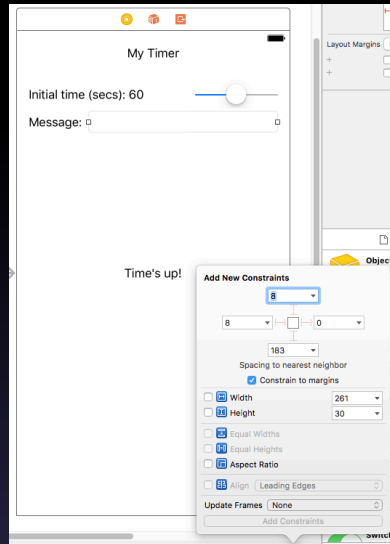 My Timer
Layout Margins
Initial time (secs): 60
Message:
Time's up!
Add New Constraints
8
8
0
183
Spacing to nearest neighbor
Constrain to margins
Width 261
Height 30
Equal Widths
Equal Heights
Aspect Ratio
Align Leading Edges
Update Frames None
Add Constraints